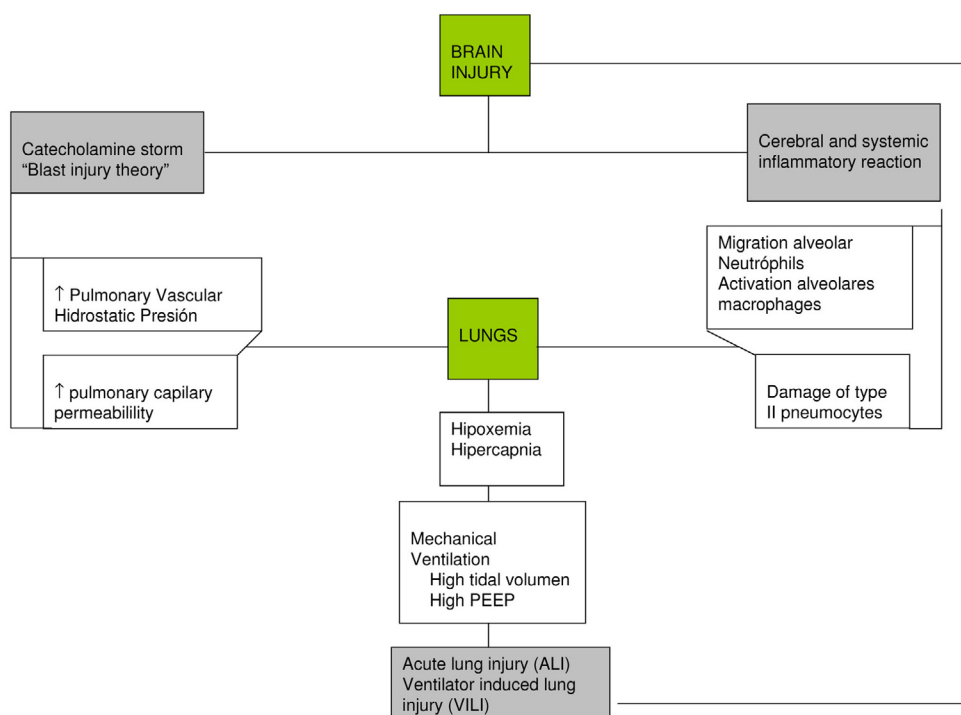 BRAIN
INJURY
Catecholamine storm
“Blast injury theory”
Cerebral and systemic
inflammatory reaction
↑ Pulmonary Vascular
Hidrostatic Presión
↑ pulmonary capilary
permeabilility
Migration alveolar
Neutróphils
Activation alveolares
macrophages
Damage of type
II pneumocytes
LUNGS
Hipoxemia
Hipercapnia
Mechanical
Ventilation
High tidal volumen
High PEEP
Acute lung injury (ALI)
Ventilator induced lung
injury (VILI)